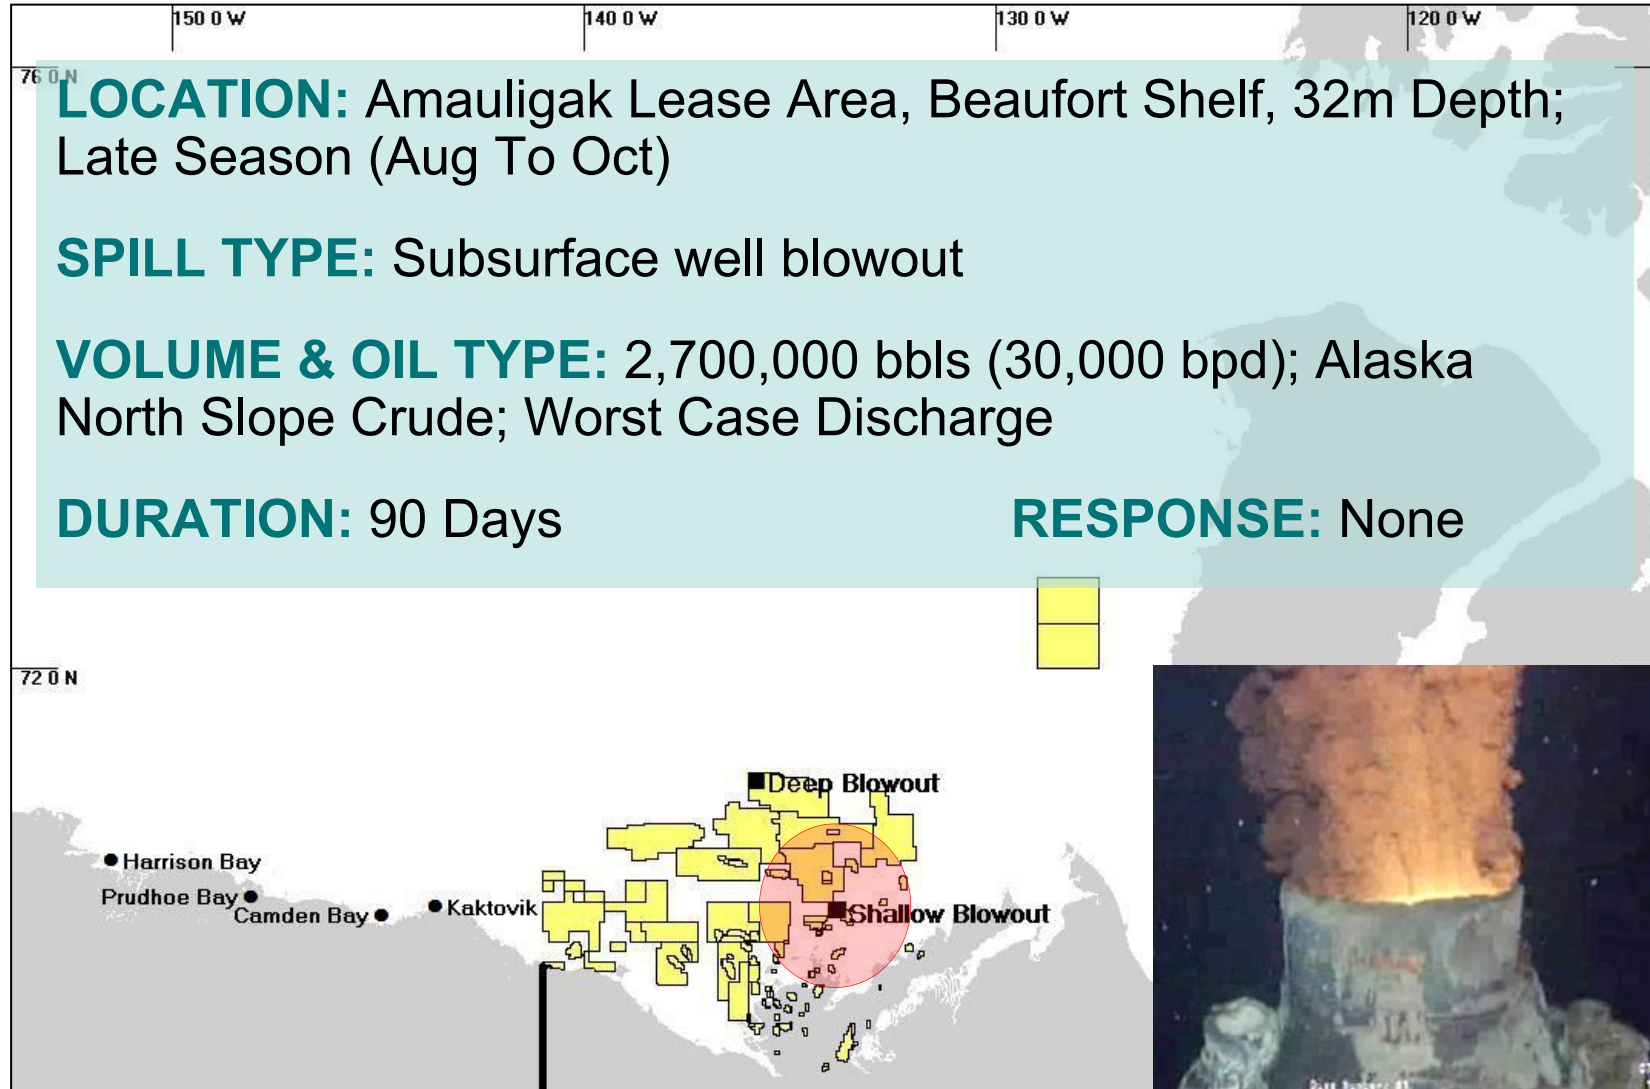 150 0 W
140 0 W
130 0 W
120 0 W
76 0 N
LOCATION: Amauligak Lease Area, Beaufort Shelf, 32m Depth;
Late Season (Aug To Oct)
SPILL TYPE: Subsurface well blowout
VOLUME & OIL TYPE: 2,700,000 bbls (30,000 bpd); Alaska
North Slope Crude; Worst Case Discharge
DURATION: 90 Days
RESPONSE: None
72 0 N
Deep Blowout
Harrison Bay
Prudhoe Bay
Camden Bay
Kaktovik
Shallow Blowout